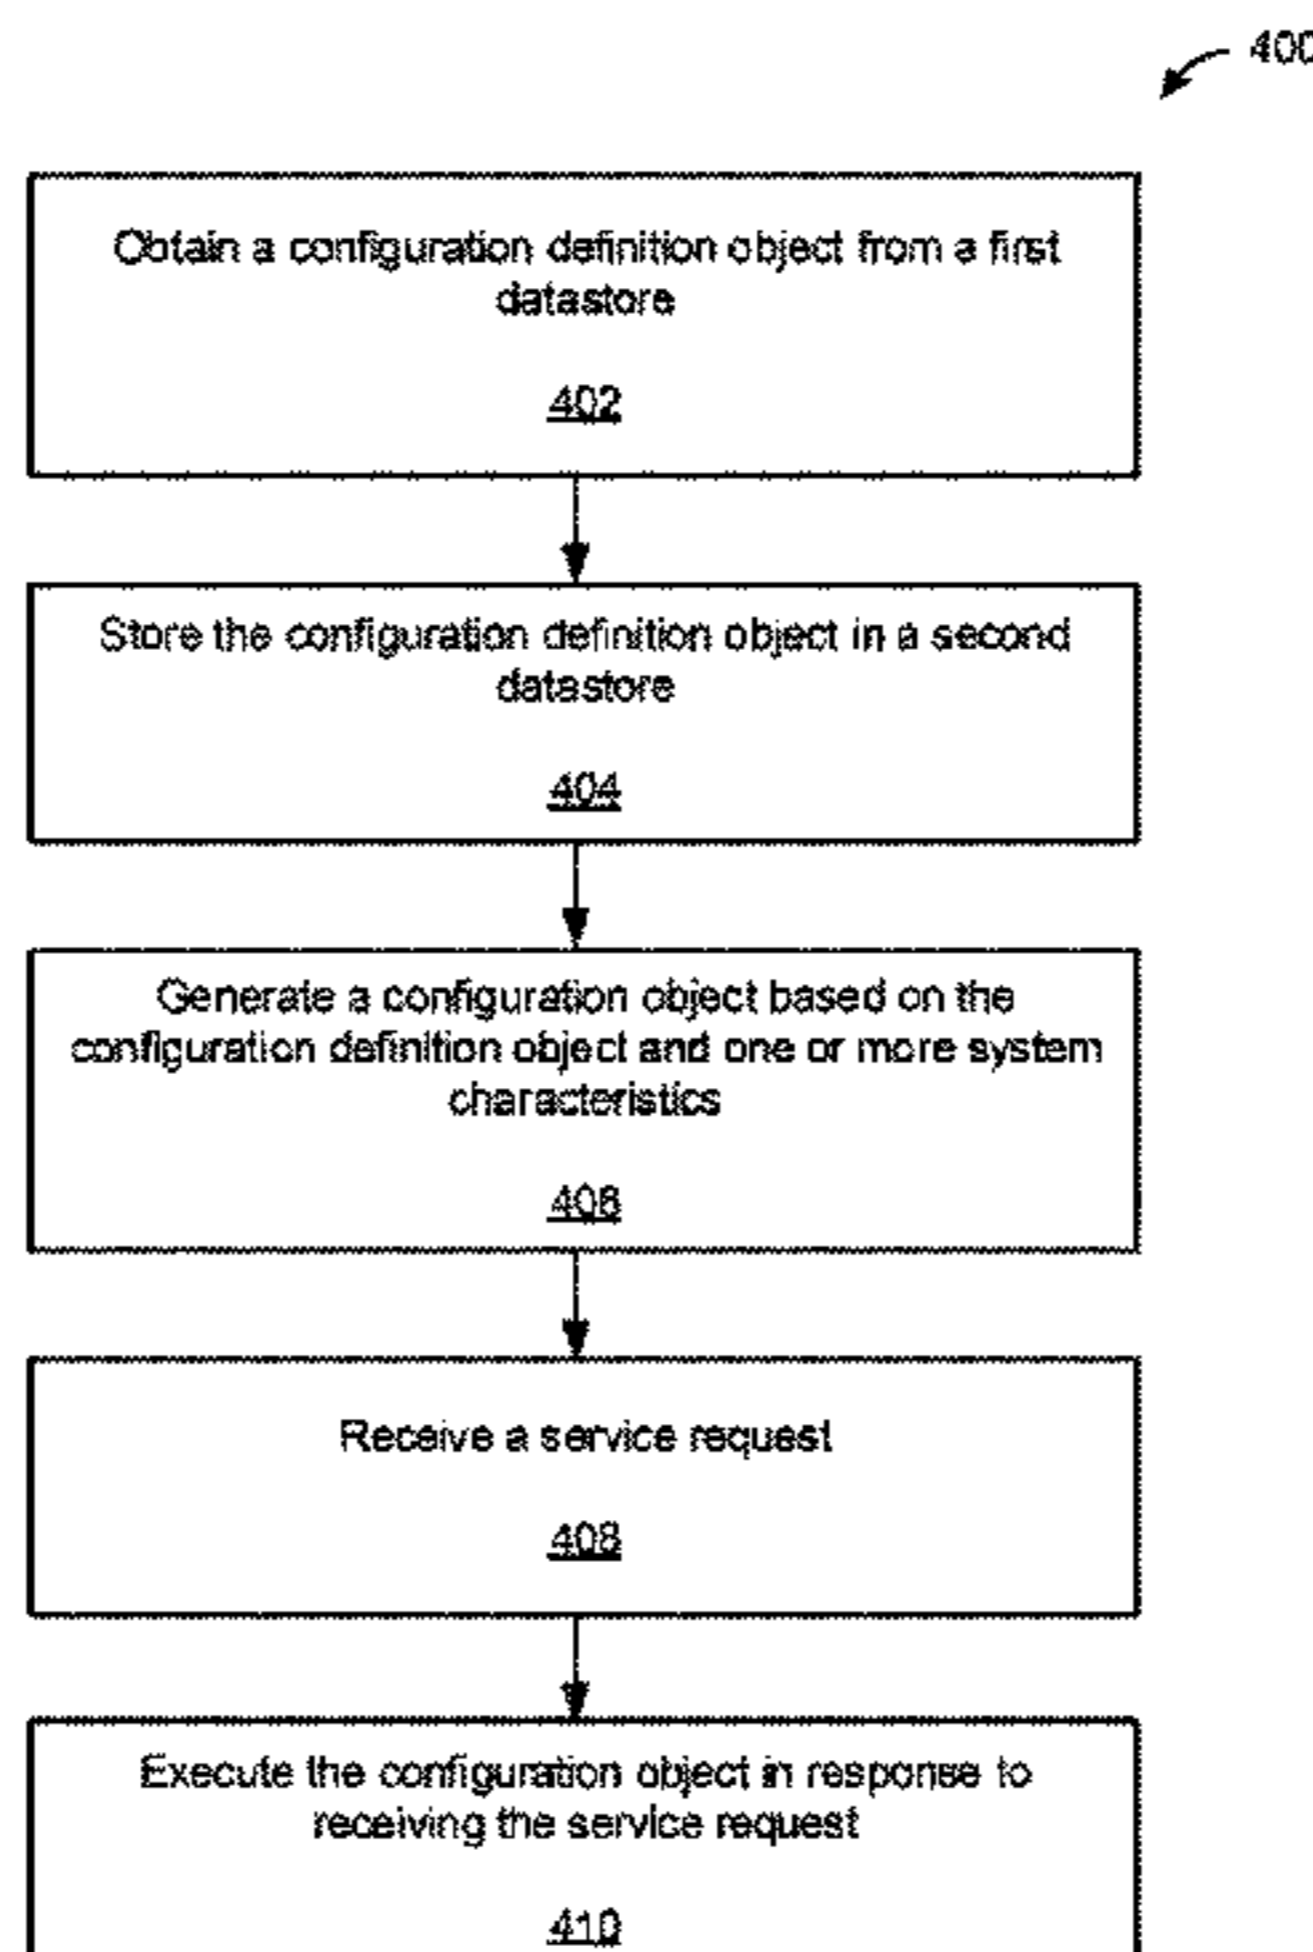 400
Obtain a configuration definition object from a first
datastore
402
Store the configuration definition object in a second
datastore
404
Generate a configuration object based on the
configuration definition object and one or more system
characteristics
406
Receive a service request
408
Execute the configuration object in response to
receiving the service request
410